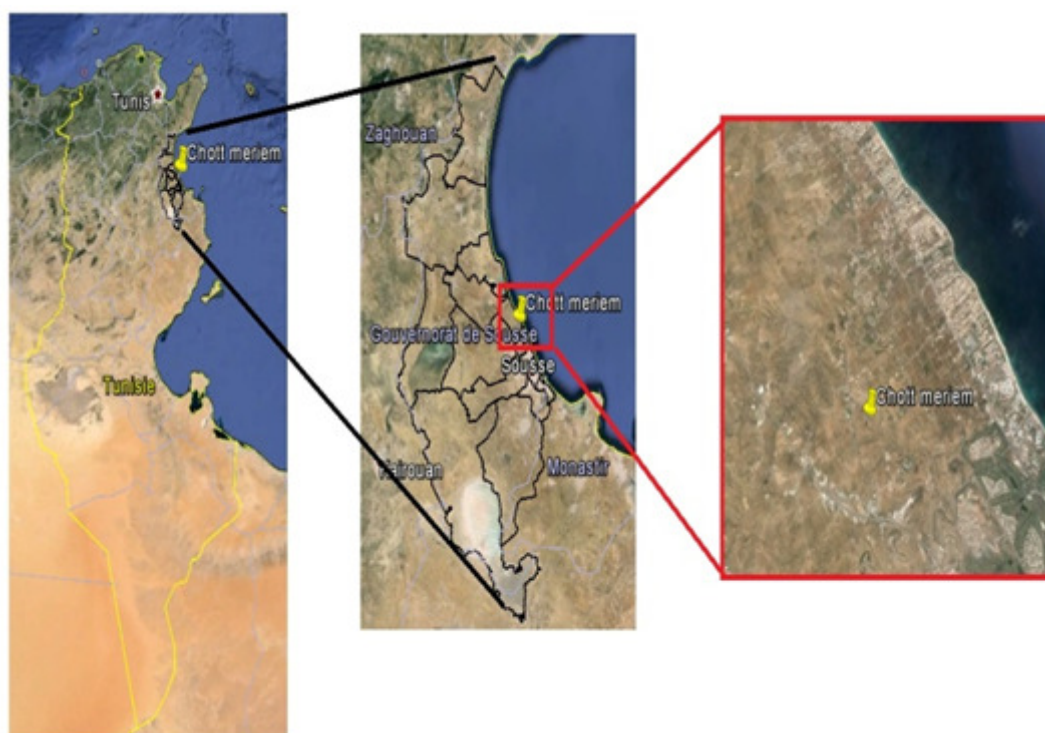 Tunis
Chott meriem
Tunisie
Zaghouan
Chott meriem
Gouvernorat de Sousse
Sousse
Kairouan
Monastir
Chott meriem